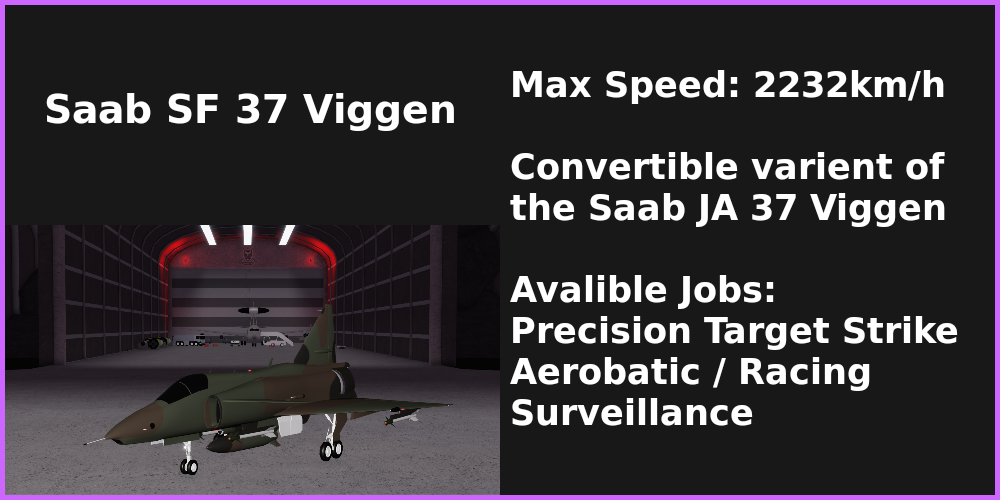 Saab SF 37 Viggen
Max Speed: 2232km/h
Convertible varient of
the Saab JA 37 Viggen
Avalible Jobs:
Precision Target Strike
Aerobatic / Racing
Surveillance